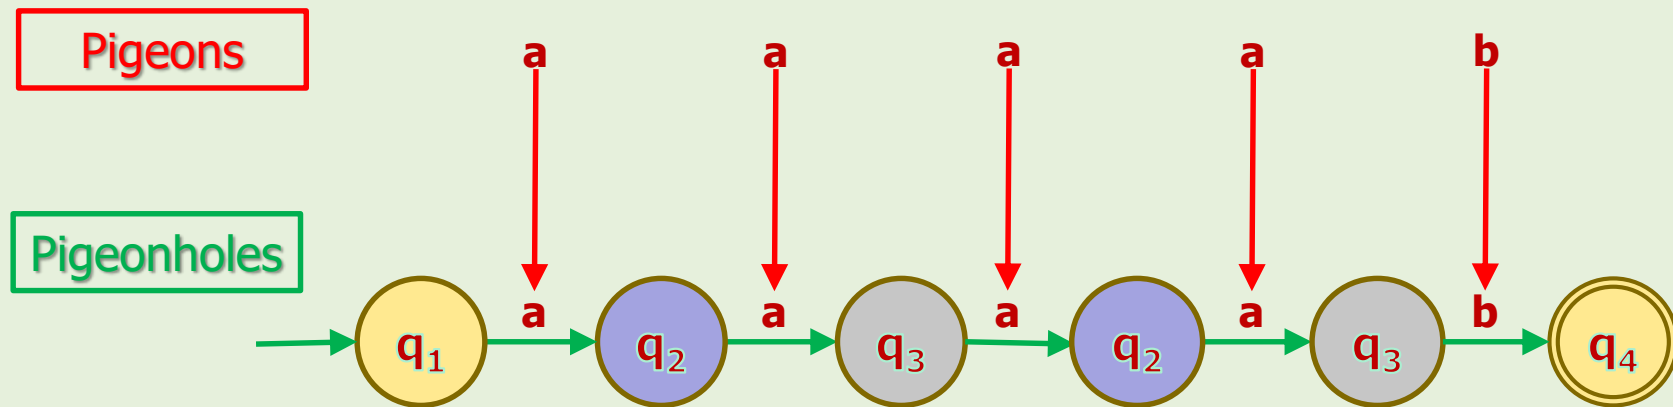 Pigeons a a a a b
Pigeonholes
a a a a b
q₁ q₂ q₃ q₂ q₃ q₄